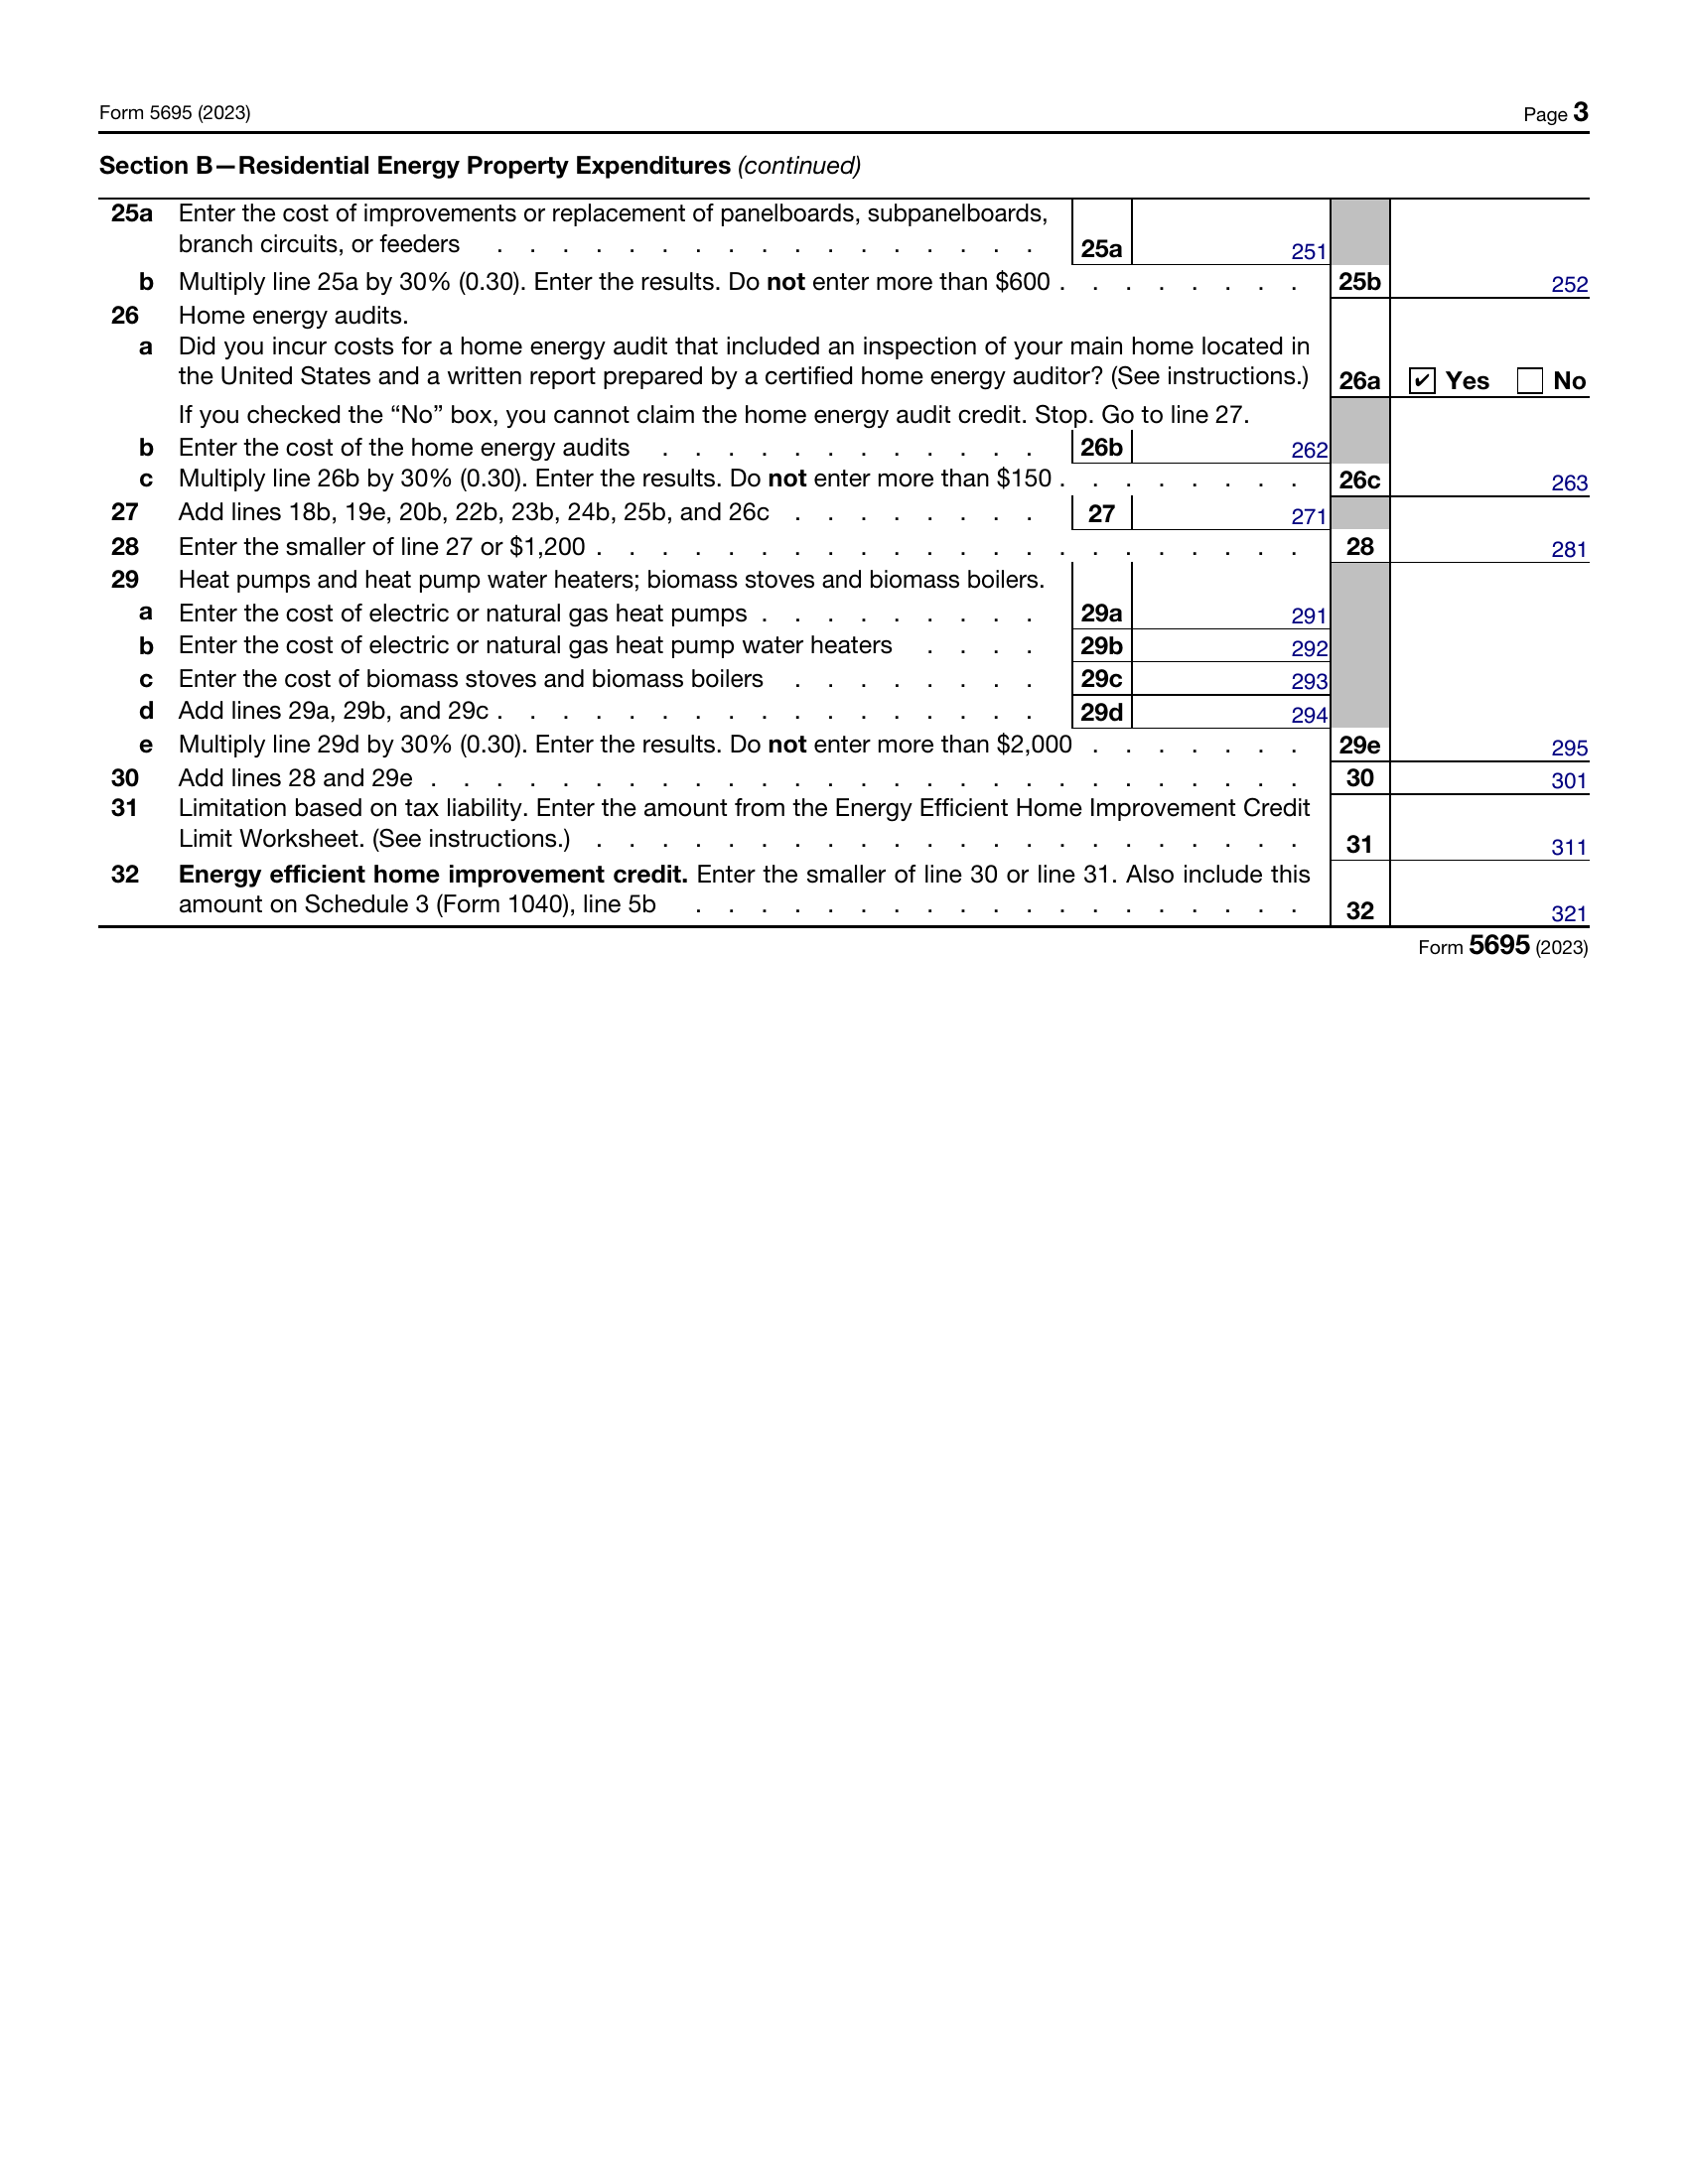 Form 5695 (2023) Page 3
Section B—Residential Energy Property Expenditures (continued)
25a Enter the cost of improvements or replacement of panelboards, subpanelboards,
branch circuits, or feeders . . . . . . . . . . . . . . . . . 25a 251
b Multiply line 25a by 30% (0.30). Enter the results. Do not enter more than $600 . . . . . . . . 25b 252
26 Home energy audits.
a Did you incur costs for a home energy audit that included an inspection of your main home located in
the United States and a written report prepared by a certified home energy auditor? (See instructions.) 26a ✔ Yes No
If you checked the “No” box, you cannot claim the home energy audit credit. Stop. Go to line 27.
b Enter the cost of the home energy audits . . . . . . . . . . . . 26b 262
c Multiply line 26b by 30% (0.30). Enter the results. Do not enter more than $150 . . . . . . . . 26c 263
27 Add lines 18b, 19e, 20b, 22b, 23b, 24b, 25b, and 26c . . . . . . . . 27 271
28 Enter the smaller of line 27 or $1,200 . . . . . . . . . . . . . . . . . . . . . . 28 281
29 Heat pumps and heat pump water heaters; biomass stoves and biomass boilers.
a Enter the cost of electric or natural gas heat pumps . . . . . . . . . 29a 291
b Enter the cost of electric or natural gas heat pump water heaters . . . . 29b 292
c Enter the cost of biomass stoves and biomass boilers . . . . . . . . 29c 293
d Add lines 29a, 29b, and 29c . . . . . . . . . . . . . . . . . 29d 294
e Multiply line 29d by 30% (0.30). Enter the results. Do not enter more than $2,000 . . . . . . . 29e 295
30 Add lines 28 and 29e . . . . . . . . . . . . . . . . . . . . . . . . . . . 30 301
31 Limitation based on tax liability. Enter the amount from the Energy Efficient Home Improvement Credit
Limit Worksheet. (See instructions.) . . . . . . . . . . . . . . . . . . . . . . 31 311
32 Energy efficient home improvement credit. Enter the smaller of line 30 or line 31. Also include this
amount on Schedule 3 (Form 1040), line 5b . . . . . . . . . . . . . . . . . . . 32 321
Form 5695 (2023)